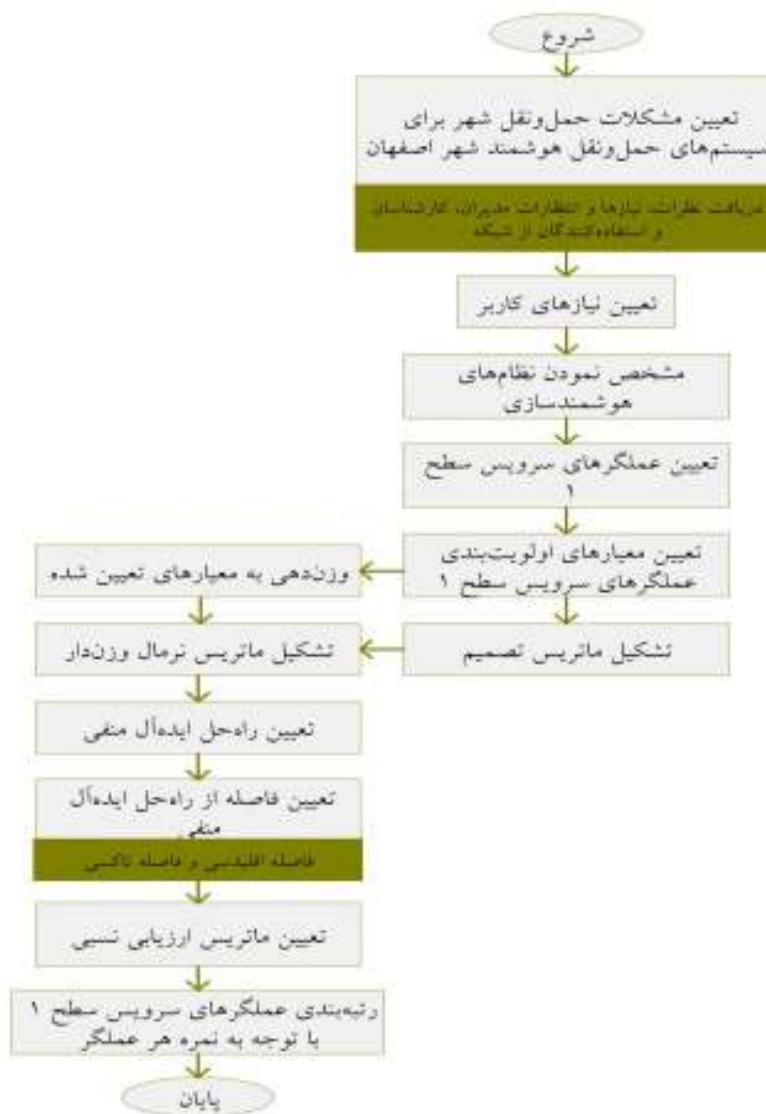 شروع
تعیین مشکلات حمل‌ونقل شهر برای
سیستم‌های حمل‌ونقل هوشمند شهر اصفهان
دریافت نظرات، نیازها و انتظارات مدیران، کارشناسان
و استفاده‌کنندگان از شبکه
تعیین نیازهای کاربر
مشخص نمودن نظام‌های
هوشمندسازی
تعیین عملگرهای سرویس سطح
۱
تعیین معیارهای اولویت‌بندی
عملگرهای سرویس سطح ۱
وزن‌دهی به معیارهای تعیین شده
تشکیل ماتریس تصمیم
تشکیل ماتریس نرمال وزن‌دار
تعیین راه‌حل ایده‌آل منفی
تعیین فاصله از راه‌حل ایده‌آل
منفی
فاصله اقلیدسی و فاصله تاکسی
تعیین ماتریس ارزیابی نسبی
رتبه‌بندی عملگرهای سرویس سطح ۱
با توجه به نمره هر عملگر
پایان